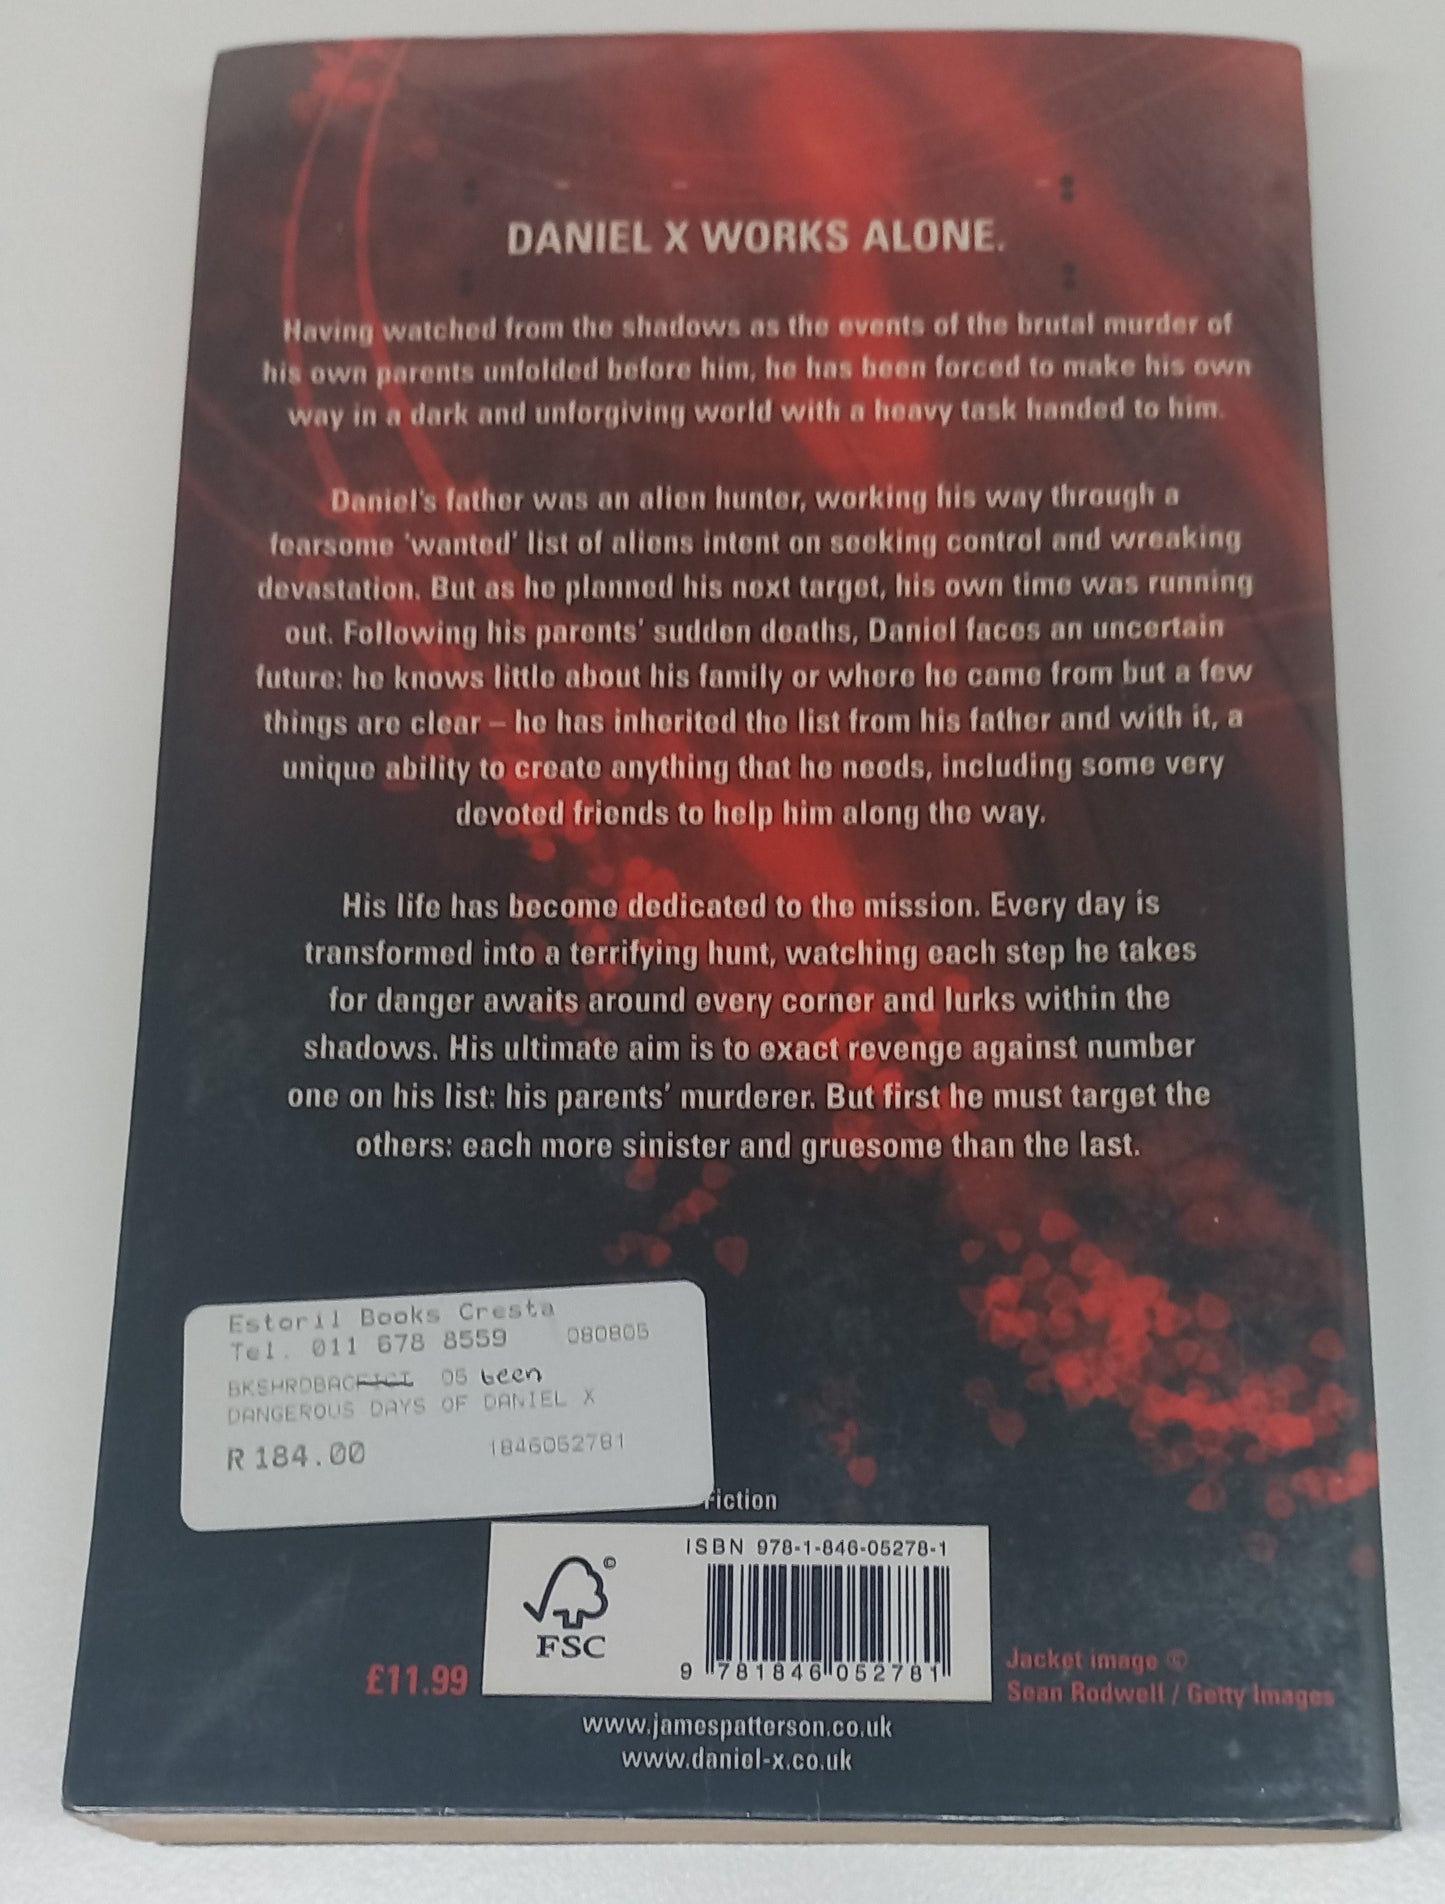 DANIEL X WORKS ALONE.
Having watched from the shadows as the events of the brutal murder of
his own parents unfolded before him, he has been forced to make his own
way in a dark and unforgiving world with a heavy task handed to him.
Daniel's father was an alien hunter, working his way through a
fearsome 'wanted' list of aliens intent on seeking control and wreaking
devastation. But as he planned his next target, his own time was running
out. Following his parents' sudden deaths, Daniel faces an uncertain
future: he knows little about his family or where he came from but a few
things are clear – he has inherited the list from his father and with it, a
unique ability to create anything that he needs, including some very
devoted friends to help him along the way.
His life has become dedicated to the mission. Every day is
transformed into a terrifying hunt, watching each step he takes
for danger awaits around every corner and lurks within the
shadows. His ultimate aim is to exact revenge against number
one on his list: his parents' murderer. But first he must target the
others: each more sinister and gruesome than the last.
Estoril Books Cresta
Tel. 011 678 8559 080805
BKSHRDBACFICT 05 teen
DANGEROUS DAYS OF DANIEL X
R 184.00 1846052781
Fiction
ISBN 978-1-846-05278-1
©
FSC
9 781846 052781
£11.99
Jacket image ©
Sean Rodwell / Getty Images
www.jamespatterson.co.uk
www.daniel-x.co.uk